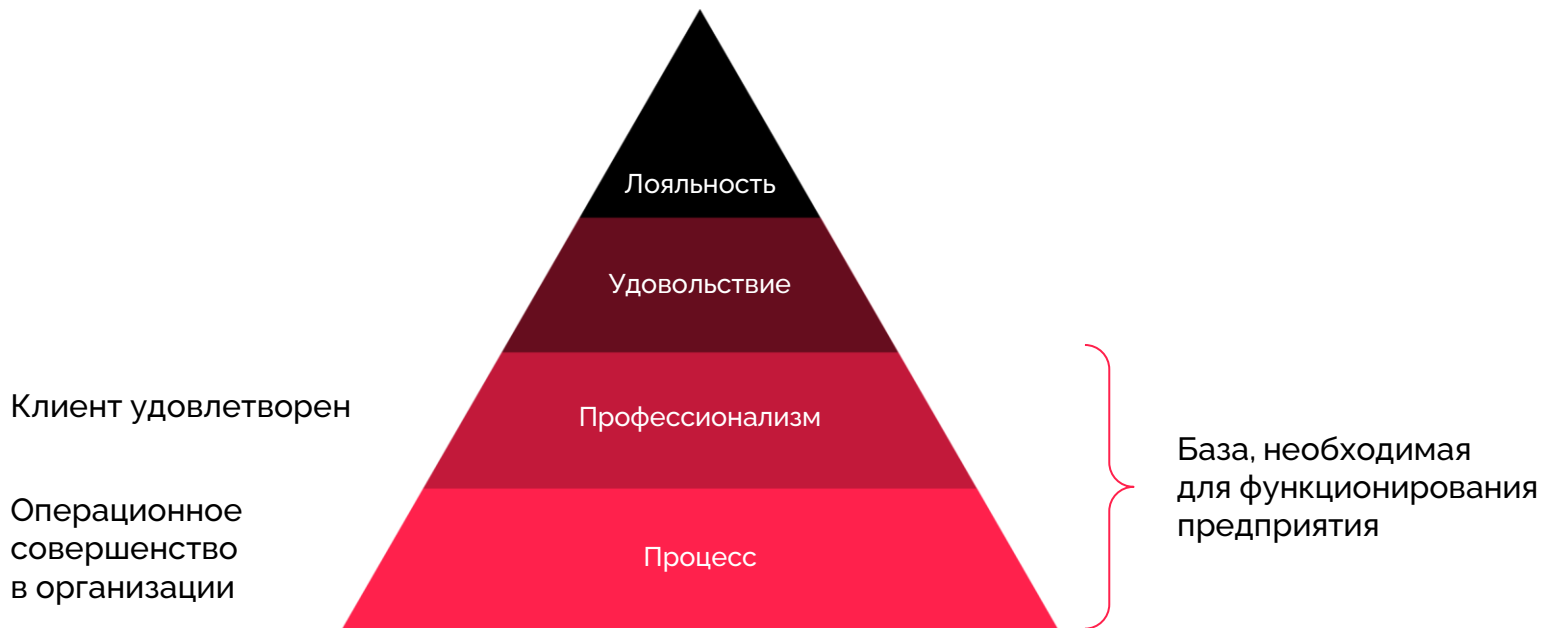 Лояльность
Удовольствие
Клиент удовлетворен
Профессионализм
Операционное
совершенство
в организации
Процесс
База, необходимая
для функционирования
предприятия